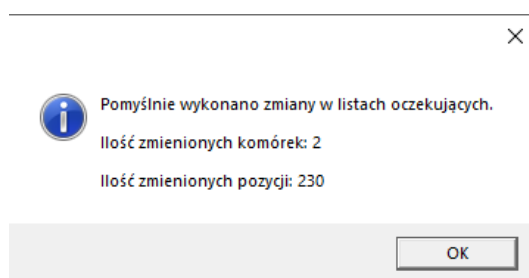 Pomyślnie wykonano zmiany w listach oczekujących.
Ilość zmienionych komórek: 2
Ilość zmienionych pozycji: 230
OK